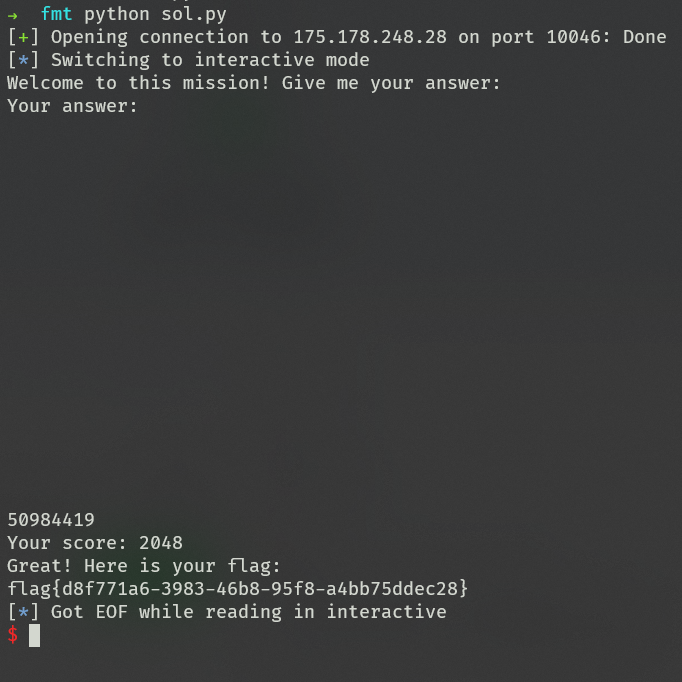 → fmt python sol.py
[+] Opening connection to 175.178.248.28 on port 10046: Done
[*] Switching to interactive mode
Welcome to this mission! Give me your answer:
Your answer:
50984419
Your score: 2048
Great! Here is your flag:
flag{d8f771a6-3983-46b8-95f8-a4bb75ddec28}
[*] Got EOF while reading in interactive
$